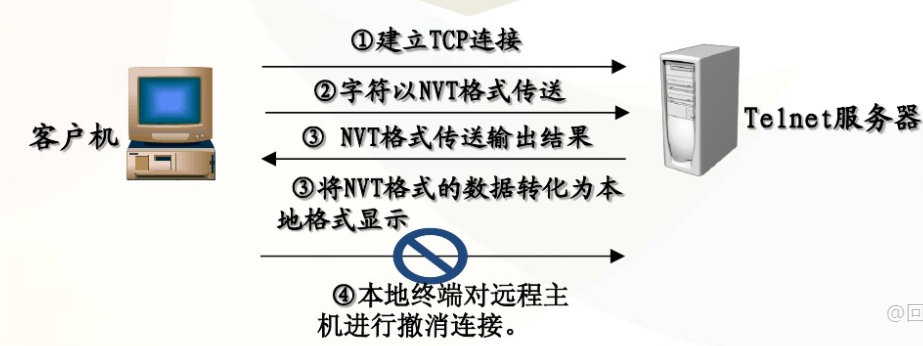 ①建立TCP连接
②字符以NVT格式传送
客户机
③ NVT格式传送输出结果
Telnet服务器
③将NVT格式的数据转化为本
地格式显示
④本地终端对远程主
机进行撤消连接。
@回